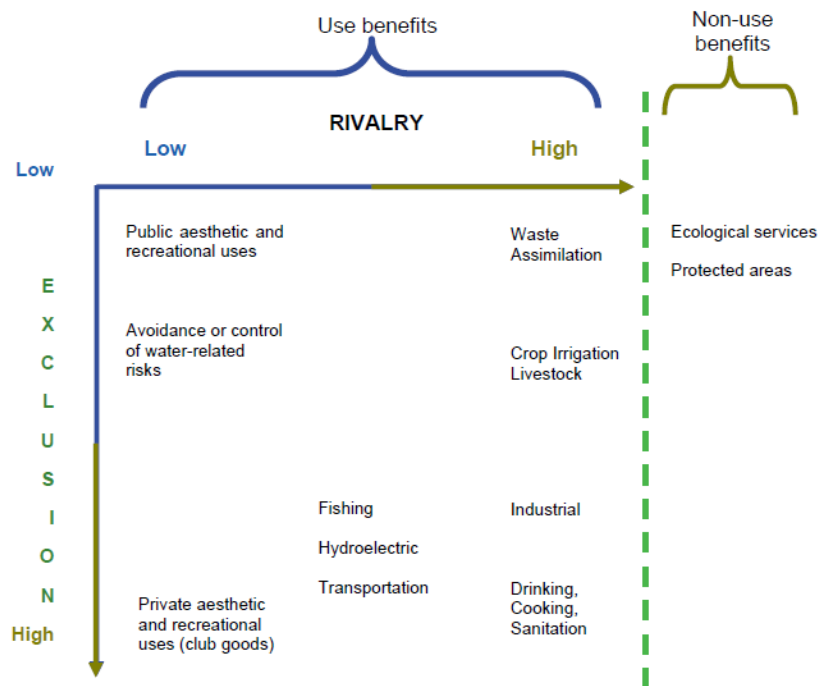 Use benefits
Non-use
benefits
RIVALRY
Low
High
Low
Public aesthetic and
recreational uses
Waste
Assimilation
Ecological services
Protected areas
E
X
C
L
U
S
I
O
N
Avoidance or control
of water-related
risks
Crop Irrigation
Livestock
Fishing
Industrial
Hydroelectric
Transportation
Drinking,
Cooking,
Sanitation
Private aesthetic
and recreational
uses (club goods)
High